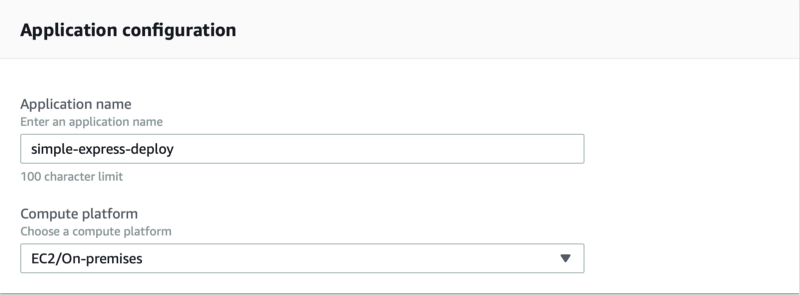 Application configuration
Application name
Enter an application name
simple-express-deploy
100 character limit
Compute platform
Choose a compute platform
EC2/On-premises